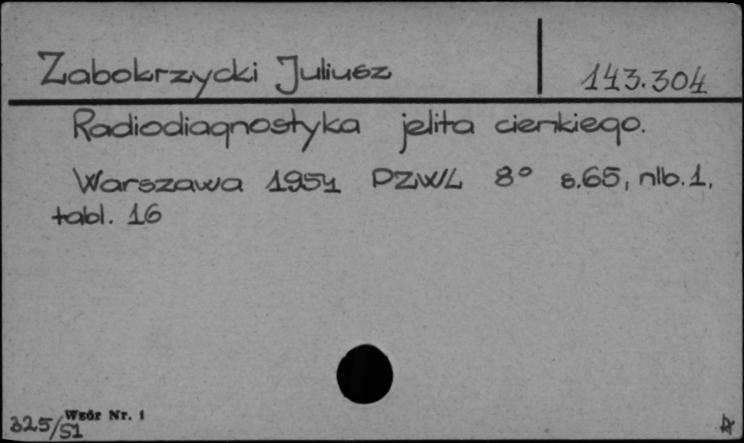 Zabokrzycki Juliusz 143.304
Radiodiagnostyka jelita cienkiego.
Warszawa 1954 PZWL 8° s.65, nlb.1,
tabl. 16
Wzór Nr. 1
325/51